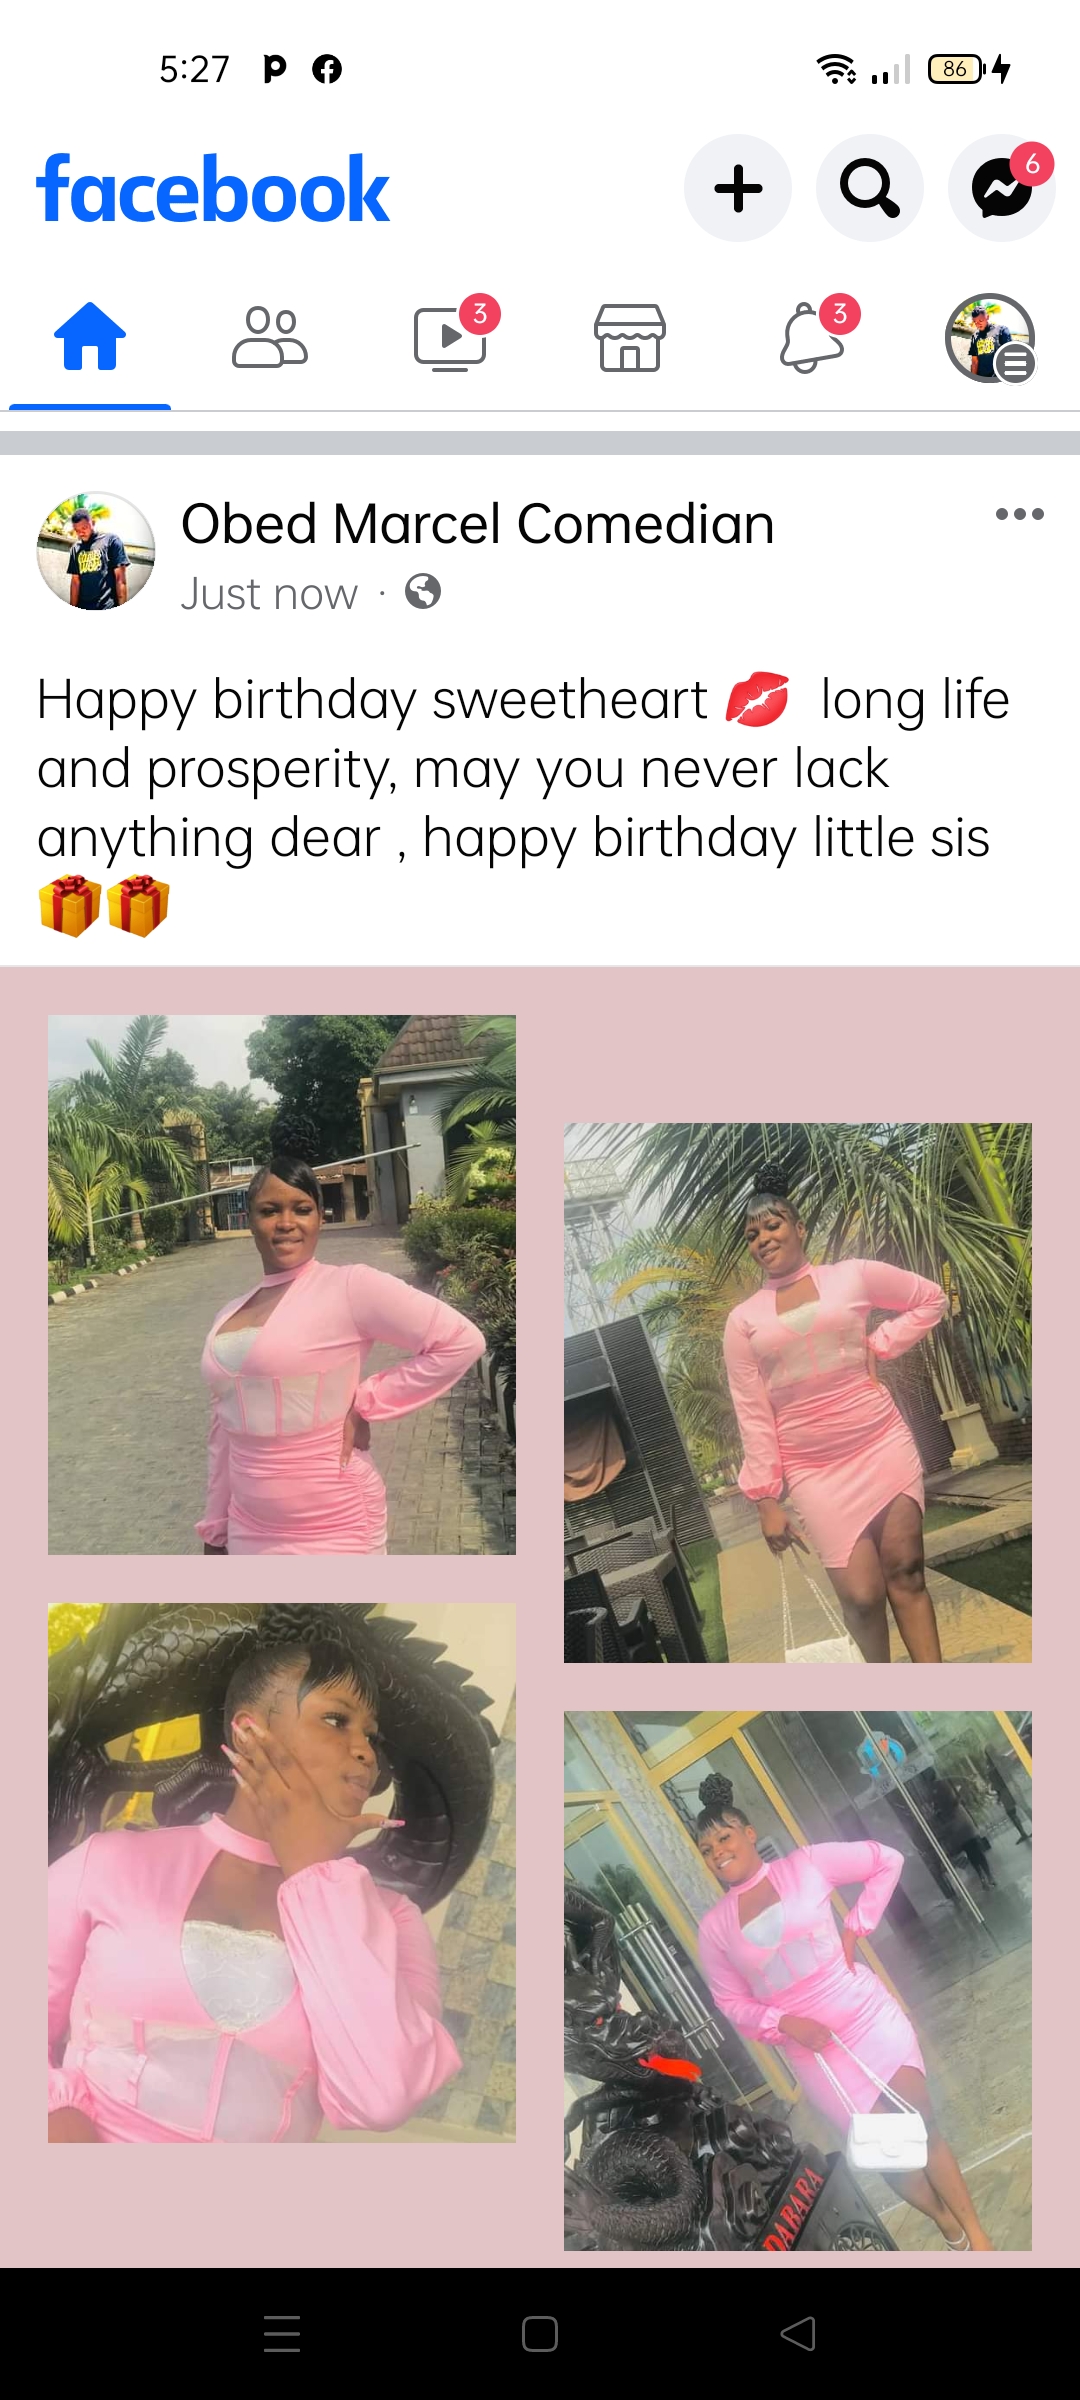 5:27
86
facebook
6
3
3
Obed Marcel Comedian
Just now ·
Happy birthday sweetheart 💋 long life
and prosperity, may you never lack
anything dear , happy birthday little sis
🎁🎁
DABARA